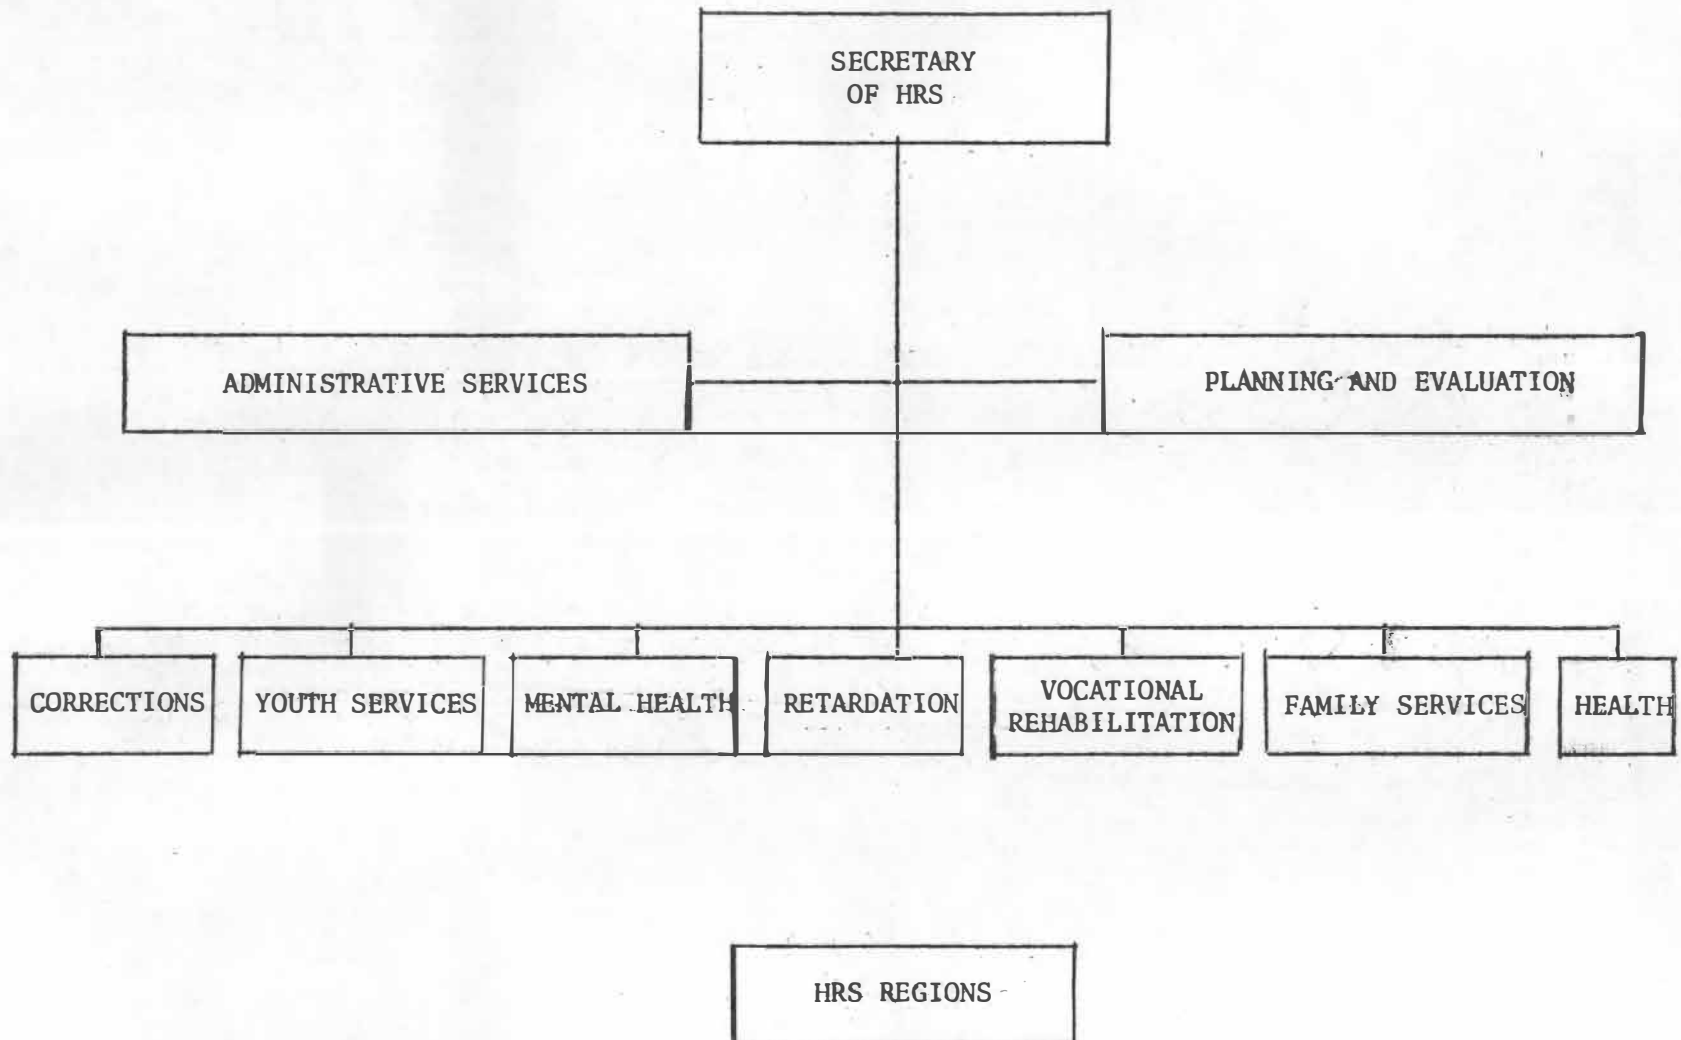 SECRETARY
OF HRS
ADMINISTRATIVE SERVICES
PLANNING AND EVALUATION
CORRECTIONS
YOUTH SERVICES
MENTAL HEALTH
RETARDATION
VOCATIONAL
REHABILITATION
FAMILY SERVICES
HEALTH
HRS REGIONS